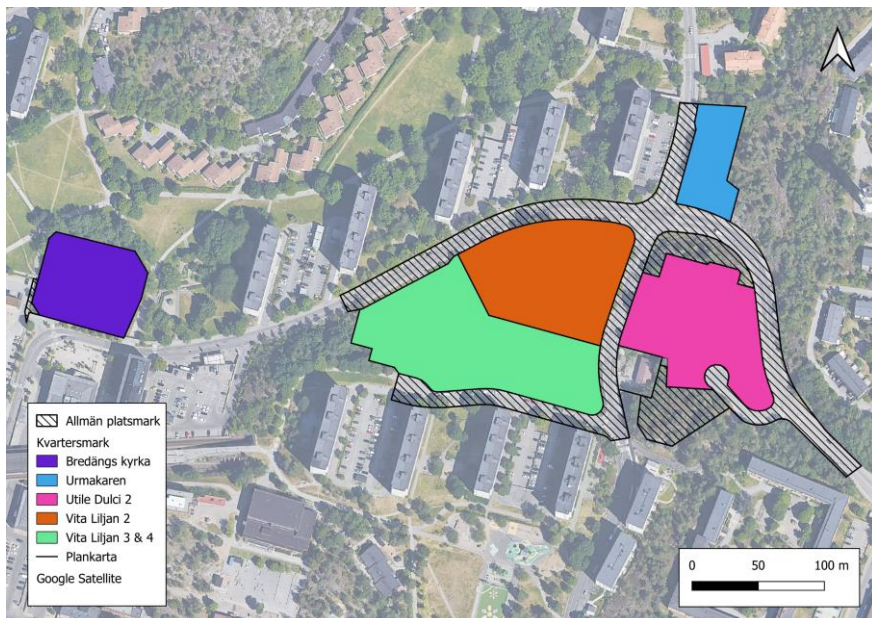 Allmän platsmark
Kvartersmark
Bredängs kyrka
Urmakaren
Utile Dulci 2
Vita Liljan 2
Vita Liljan 3 & 4
Plankarta
Google Satellite
0 50 100 m